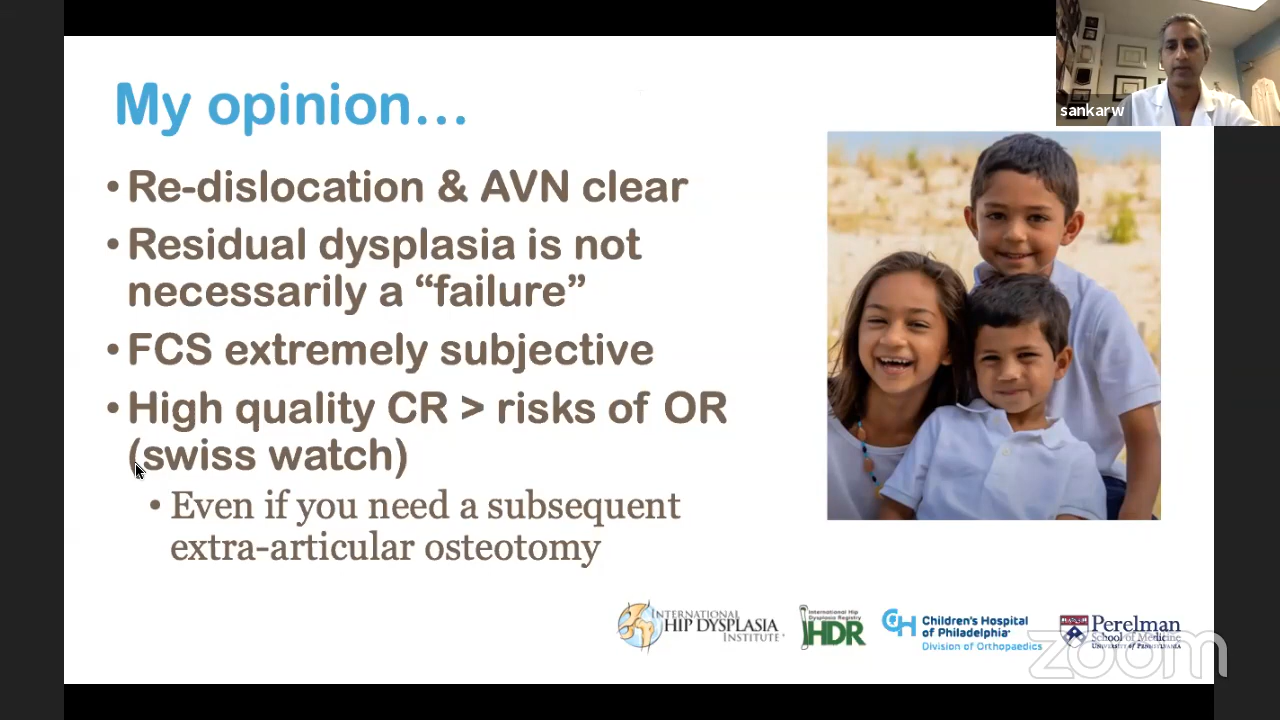 sankarw
My opinion…
• Re-dislocation & AVN clear
• Residual dysplasia is not
necessarily a “failure”
• FCS extremely subjective
• High quality CR > risks of OR
(swiss watch)
• Even if you need a subsequent
extra-articular osteotomy
INTERNATIONAL
HIP DYSPLASIA
INSTITUTE
International Hip
Dysplasia Registry
IHDR
CH
Children's Hospital
of Philadelphia
Division of Orthopaedics
Perelman
School of Medicine
UNIVERSITY of PENNSYLVANIA
zoom